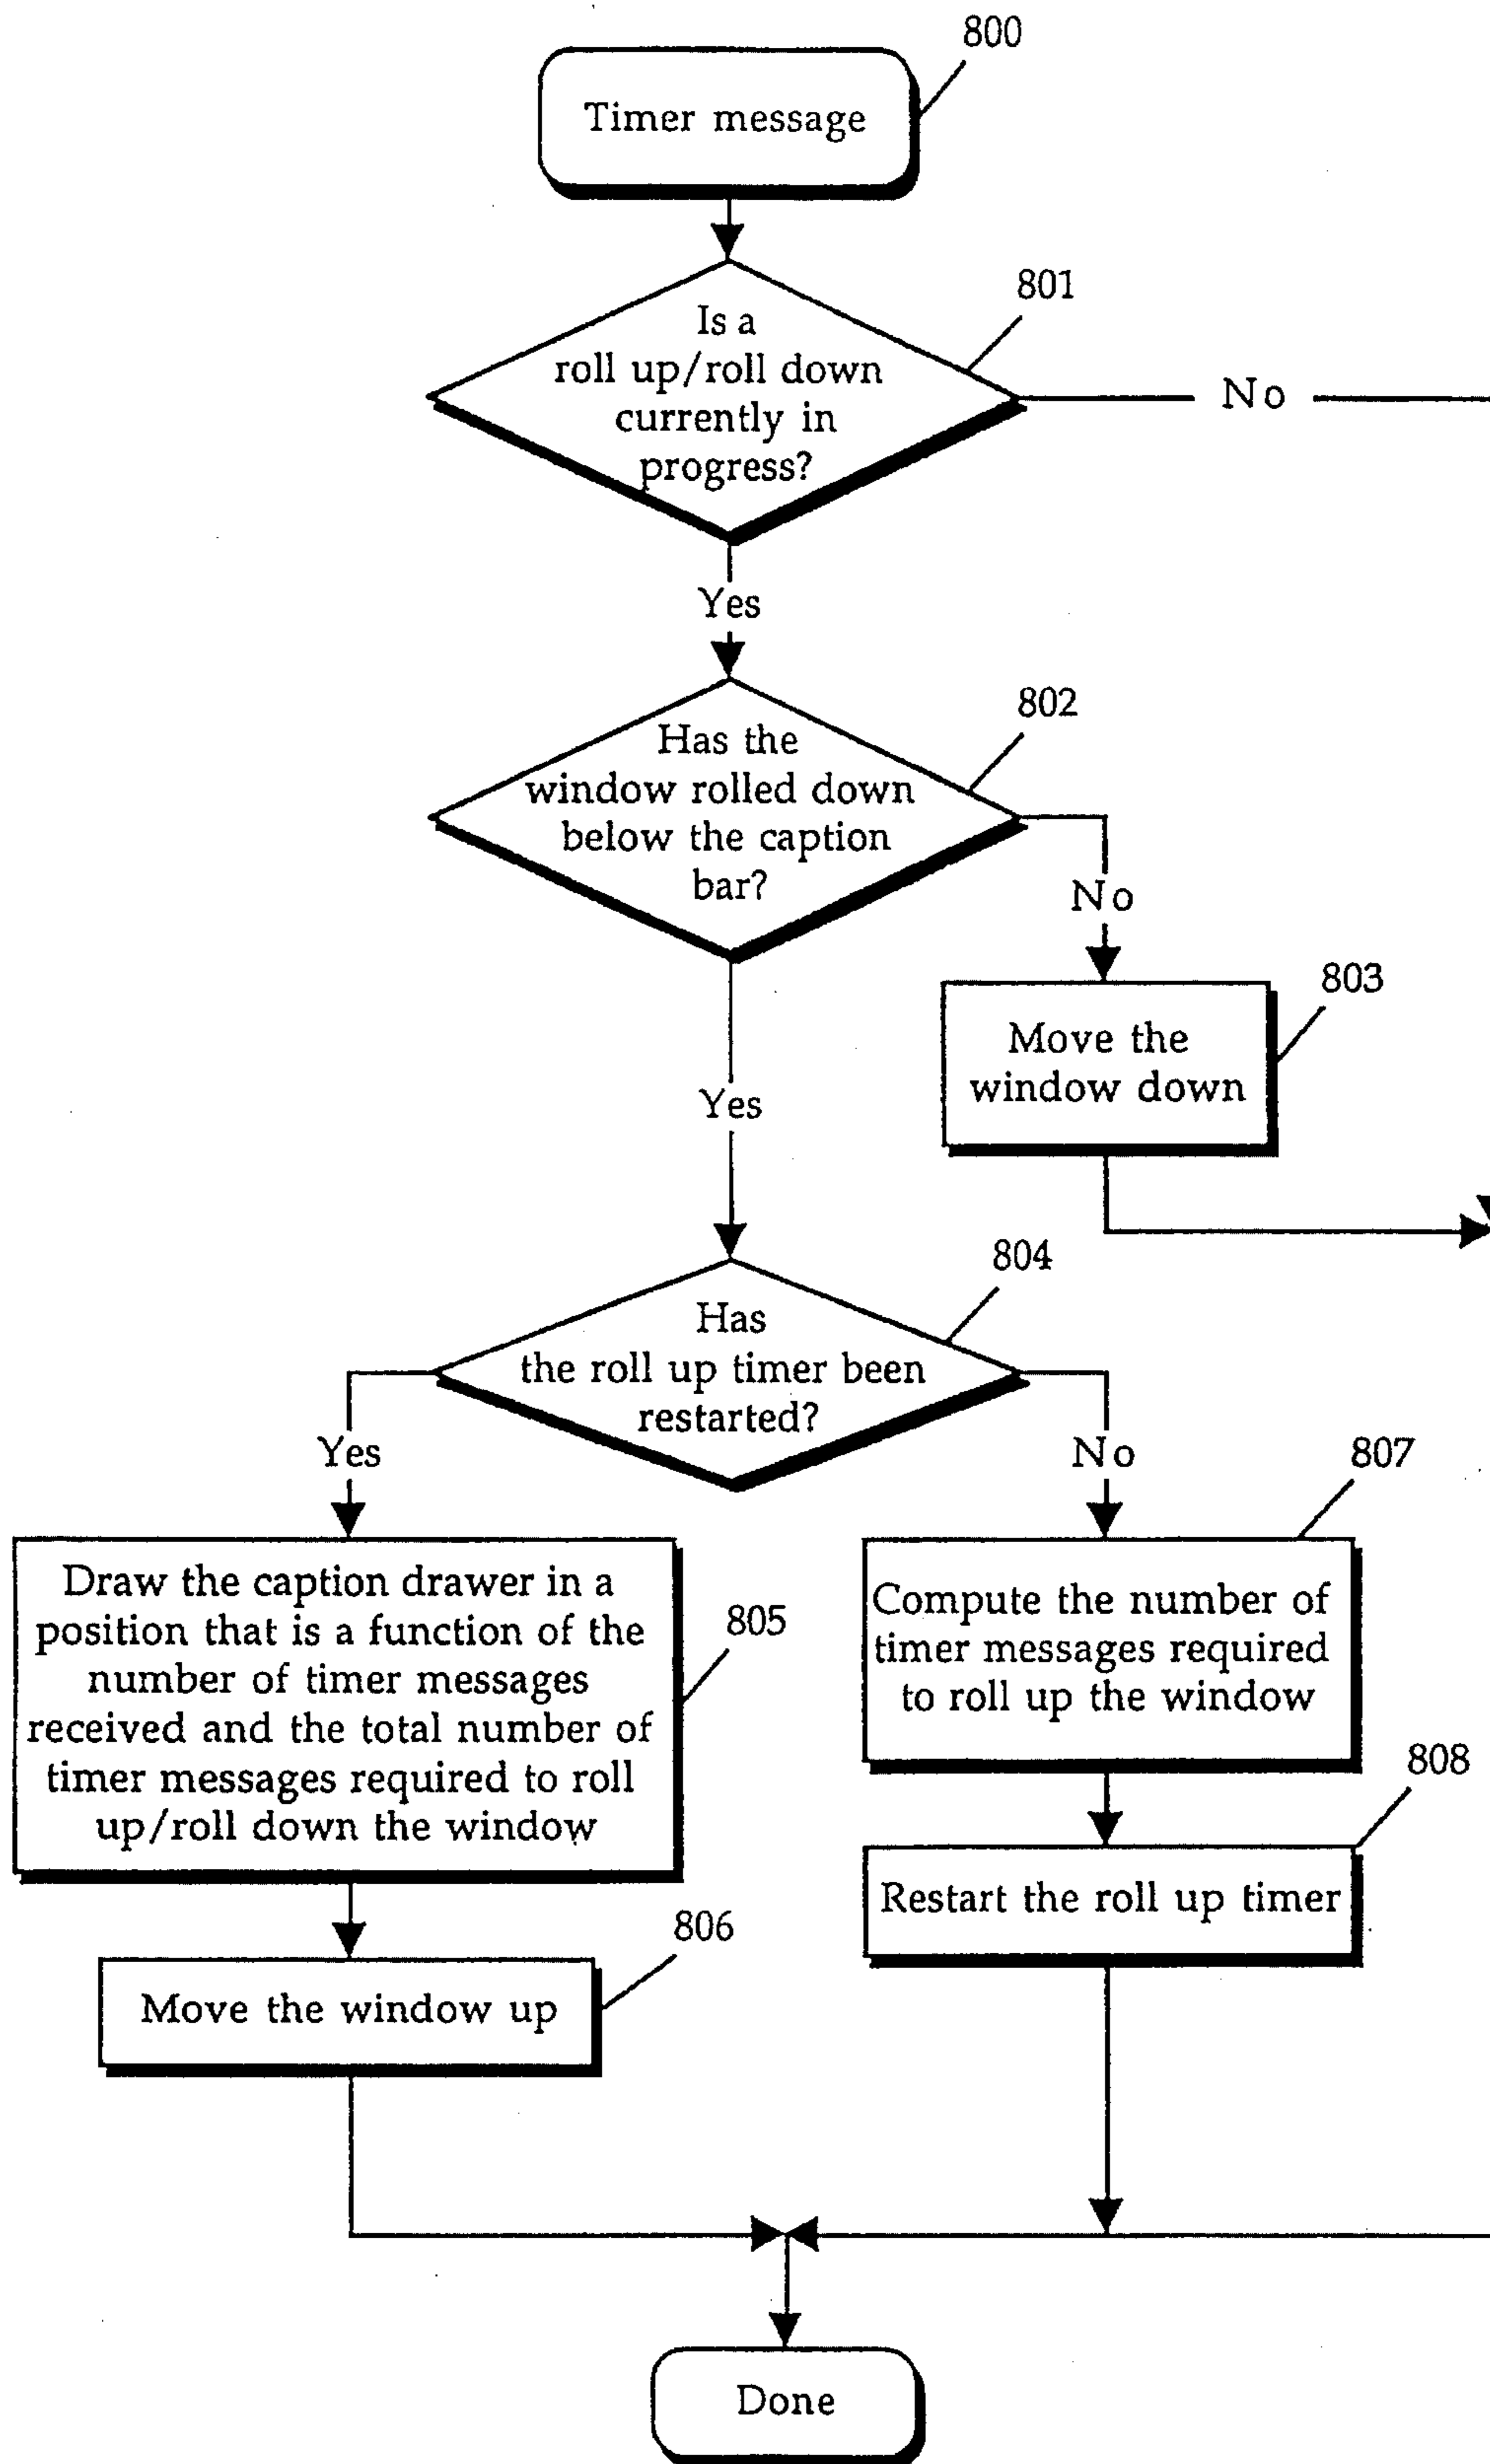 800
Timer message
801
Is a
roll up/roll down
currently in
progress?
No
Yes
802
Has the
window rolled down
below the caption
bar?
No
803
Move the
window down
Yes
804
Has
the roll up timer been
restarted?
Yes
No
807
Draw the caption drawer in a
position that is a function of the
number of timer messages
received and the total number of
timer messages required to roll
up/roll down the window
805
Compute the number of
timer messages required
to roll up the window
808
Restart the roll up timer
806
Move the window up
Done